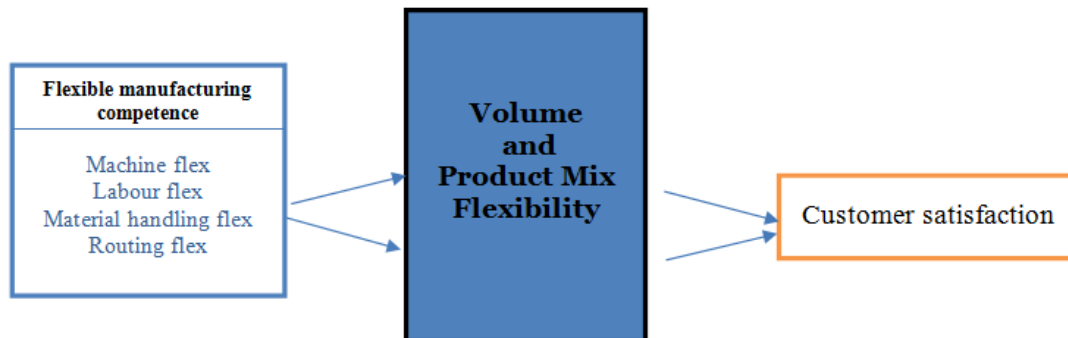 Flexible manufacturing
competence
Machine flex
Labour flex
Material handling flex
Routing flex
Volume
and
Product Mix
Flexibility
Customer satisfaction